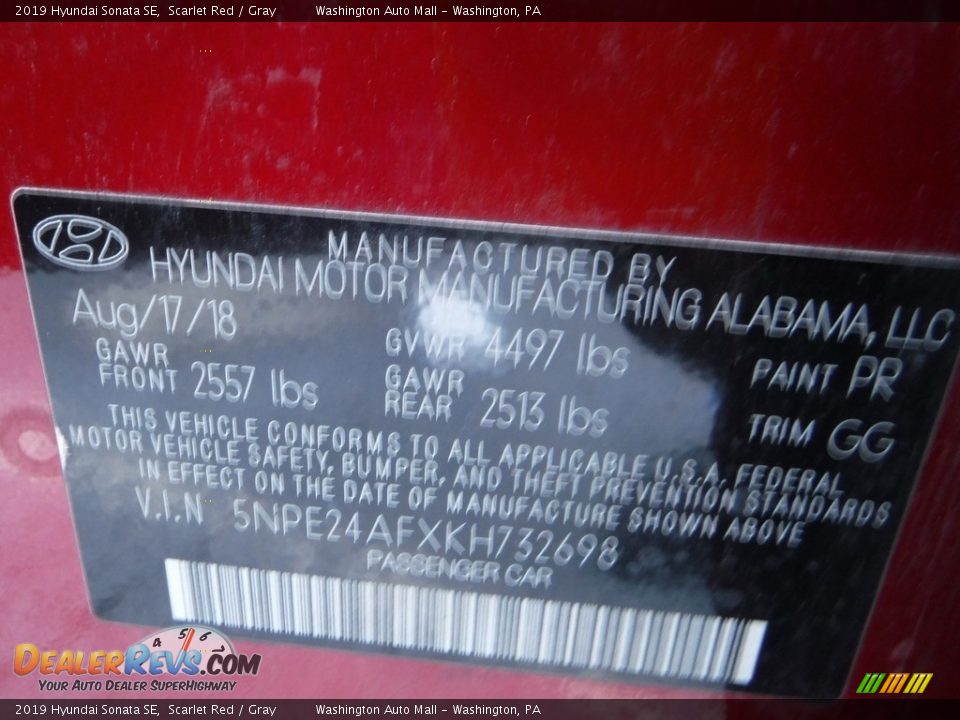 2019 Hyundai Sonata SE, Scarlet Red / Gray Washington Auto Mall - Washington, PA
MANUFACTURED BY
HYUNDAI MOTOR MANUFACTURING ALABAMA, LLC
Aug/17/18
GVWR 4497 lbs
PAINT PR
GAWR
FRONT 2557 lbs
GAWR
REAR 2513 lbs
TRIM GG
THIS VEHICLE CONFORMS TO ALL APPLICABLE U.S.A. FEDERAL
MOTOR VEHICLE SAFETY, BUMPER, AND THEFT PREVENTION STANDARDS
IN EFFECT ON THE DATE OF MANUFACTURE SHOWN ABOVE
V.I.N 5NPE24AFXKH732698
PASSENGER CAR
4 5 6
DEALERREVS.COM
YOUR AUTO DEALER SUPERHIGHWAY
2019 Hyundai Sonata SE, Scarlet Red / Gray Washington Auto Mall - Washington, PA